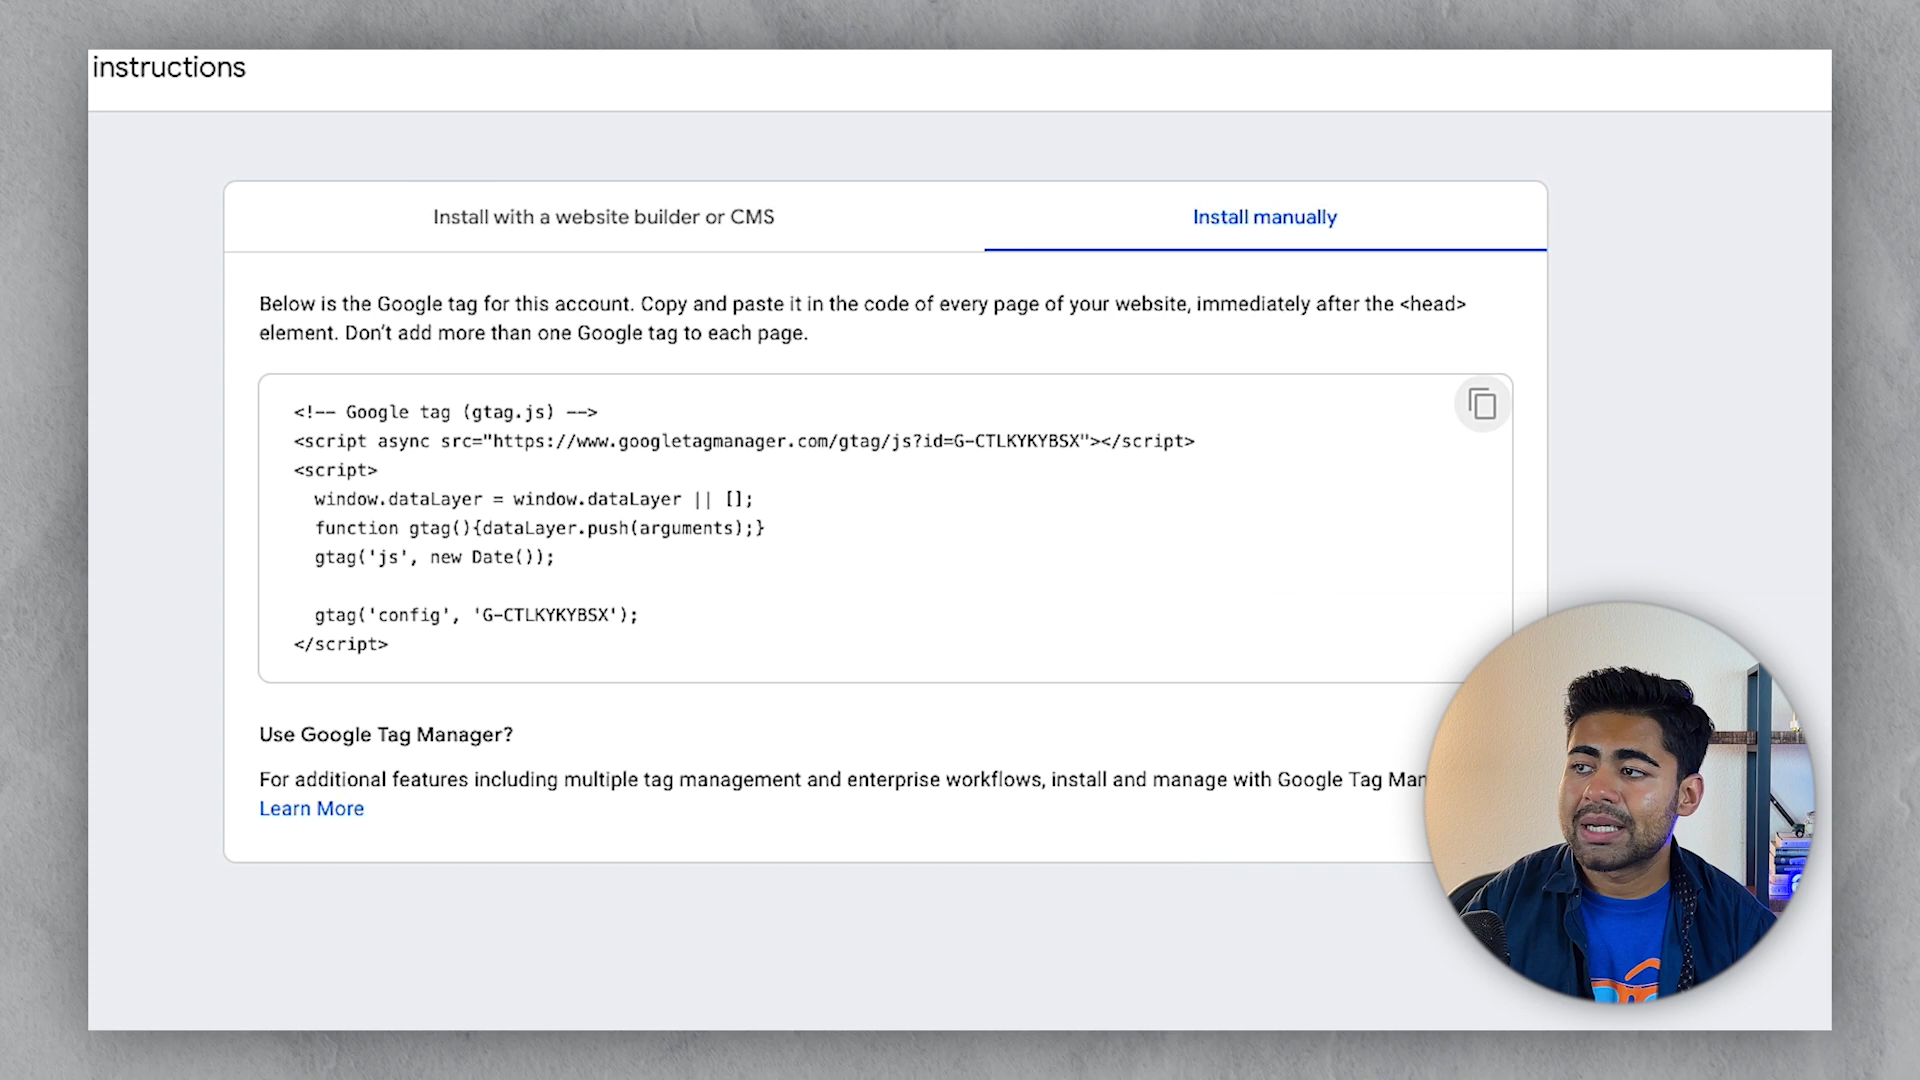 instructions
Install with a website builder or CMS
Install manually
Below is the Google tag for this account. Copy and paste it in the code of every page of your website, immediately after the <head>
element. Don’t add more than one Google tag to each page.
<!-- Google tag (gtag.js) -->
<script async src="https://www.googletagmanager.com/gtag/js?id=G-CTLKYKYBSX"></script>
<script>
window.dataLayer = window.dataLayer || [];
function gtag(){dataLayer.push(arguments);}
gtag('js', new Date());
gtag('config', 'G-CTLKYKYBSX');
</script>
Use Google Tag Manager?
For additional features including multiple tag management and enterprise workflows, install and manage with Google Tag Man
Learn More